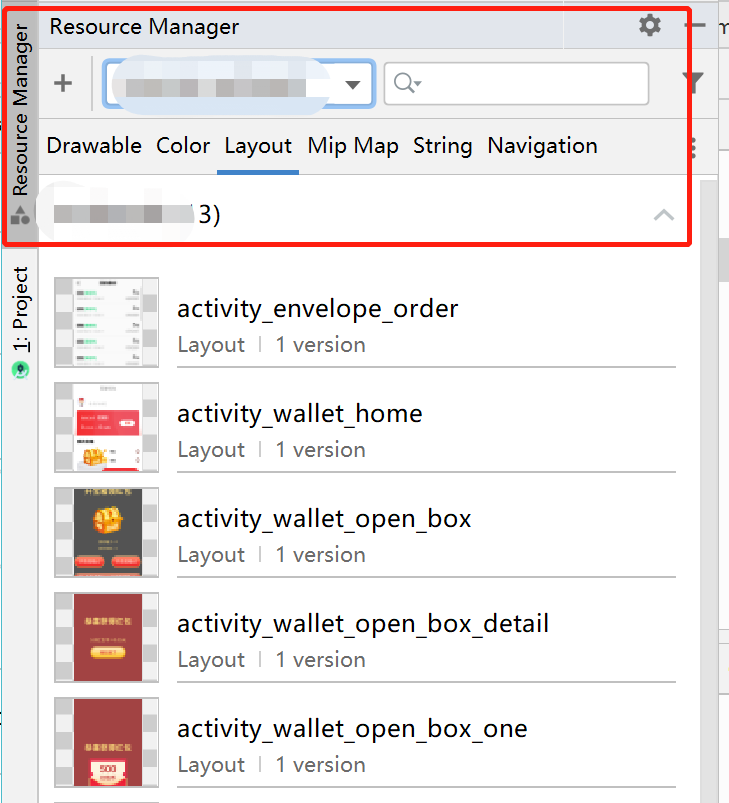 Resource Manager
Resource Manager
Drawable Color Layout Mip Map String Navigation
3)
1: Project
activity_envelope_order
Layout | 1 version
activity_wallet_home
Layout | 1 version
activity_wallet_open_box
Layout | 1 version
activity_wallet_open_box_detail
Layout | 1 version
activity_wallet_open_box_one
Layout | 1 version
500